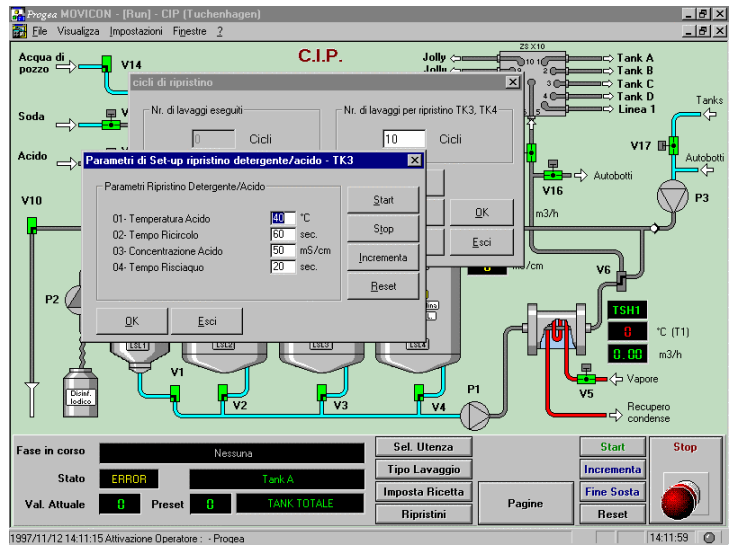 Progea MOVICON - [Run] - CIP (Tuchenhagen)
File Visualizza Impostazioni Finestre ?
C.I.P.
Acqua di
pozzo
V14
Jolly
Jolly
ZS X10
Tank A
Tank B
Tank C
Tank D
Linea 1
Tanks
Soda
Acido
V10
V17
Autobotti
Autobotti
V16
P3
m3/h
V6
P2
cicli di ripristino
Nr. di lavaggi eseguiti
0 Cicli
Nr. di lavaggi per ripristino TK3, TK4
10 Cicli
OK
Esci
Parametri di Set-up ripristino detergente/acido - TK3
Parametri Ripristino Detergente/Acido
01- Temperatura Acido 40 °C
02- Tempo Ricircolo 60 sec.
03- Concentrazione Acido 50 mS/cm
04- Tempo Risciaquo 20 sec.
Start
Stop
Incrementa
Reset
OK
Esci
TSH1
0 °C (T1)
0.00 m3/h
LSL1
LSL2
LSL3
LSL4
V1
V2
V3
V4
P1
V5
Vapore
Recupero
condense
Disinf.
Iodico
Fase in corso Nessuna
Stato ERROR Tank A
Val. Attuale 0 Preset 0 TANK TOTALE
Sel. Utenza
Tipo Lavaggio
Imposta Ricetta
Ripristini
Pagine
Start
Incrementa
Fine Sosta
Reset
Stop
1997/11/12 14:11:15 Attivazione Operatore : - Progea
14:11:59